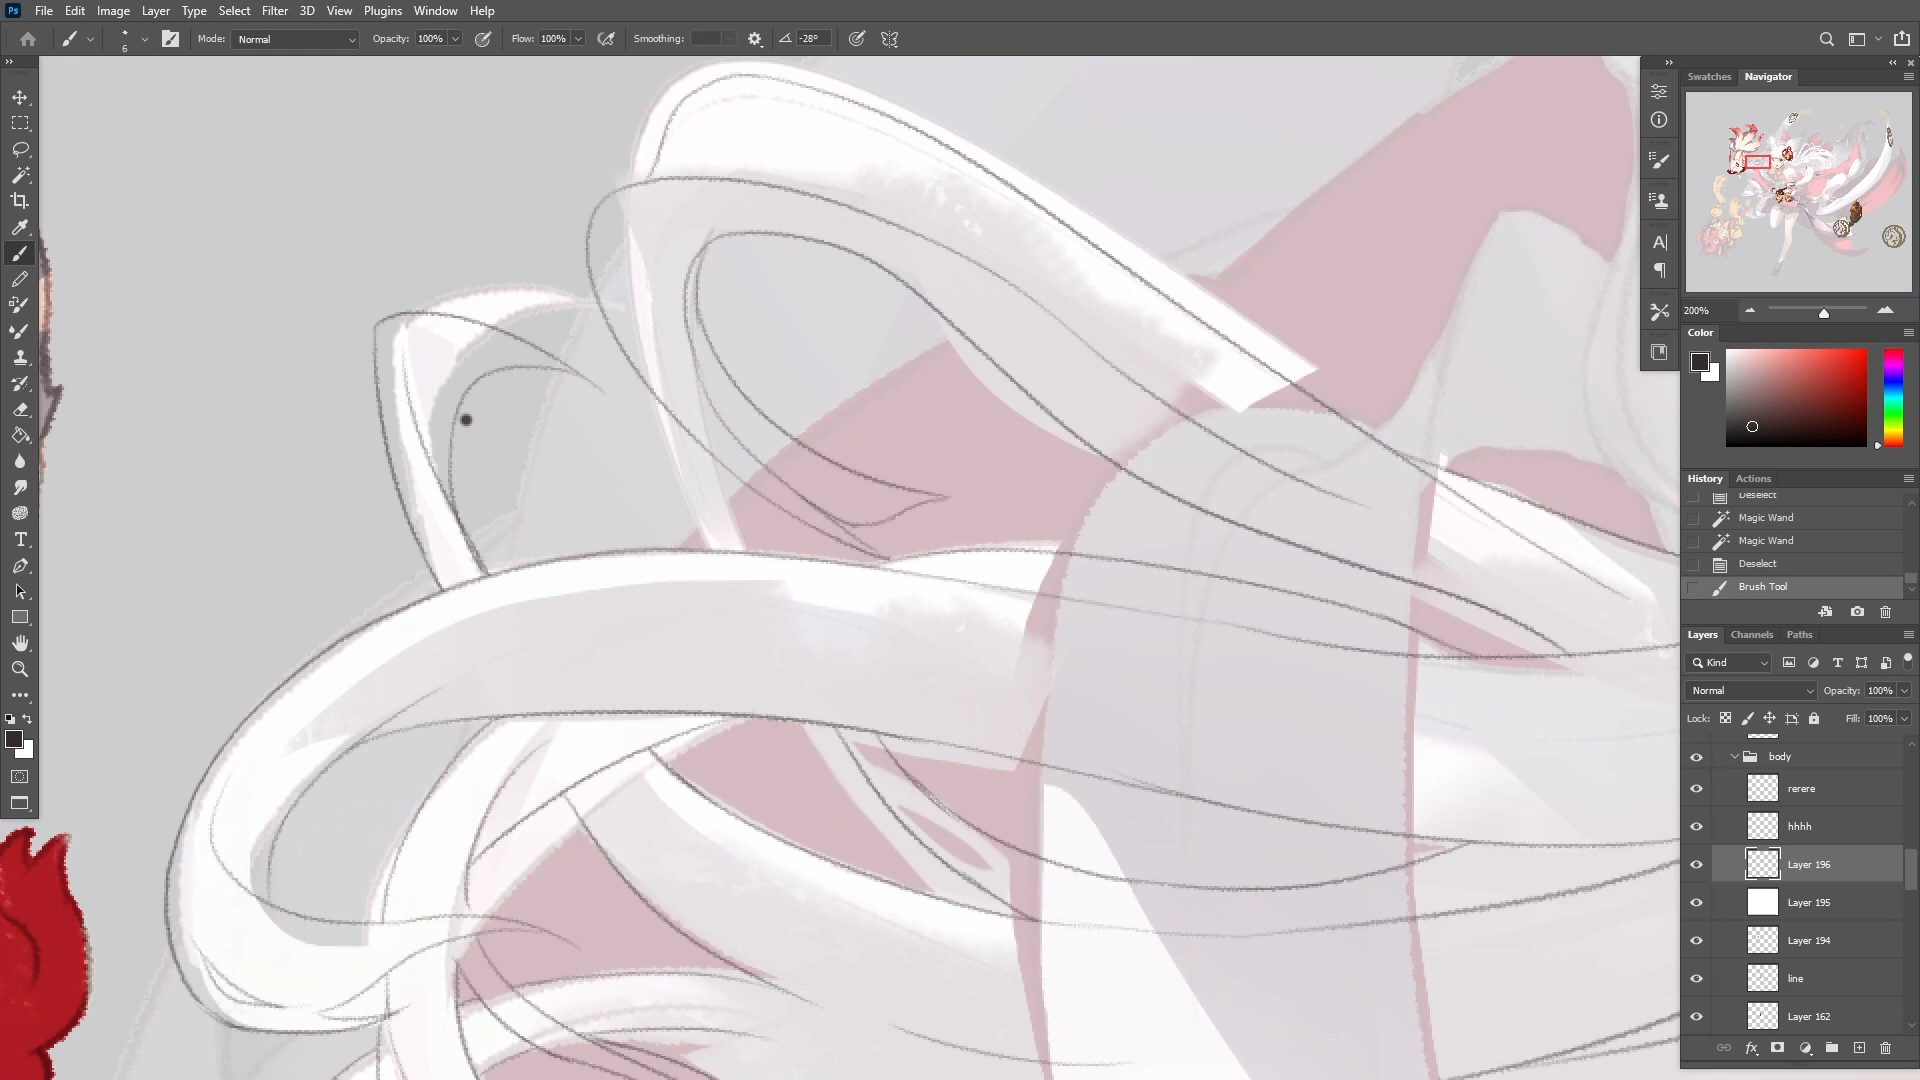 Ps File Edit Image Layer Type Select Filter 3D View Plugins Window Help
6 Mode: Normal Opacity: 100% Flow: 100% Smoothing: -28°
Swatches Navigator
200%
Color
History Actions
Deselect
Magic Wand
Magic Wand
Deselect
Brush Tool
Layers Channels Paths
Kind
Normal Opacity: 100%
Lock: Fill: 100%
body
rerere
hhhh
Layer 196
Layer 195
Layer 194
line
Layer 162